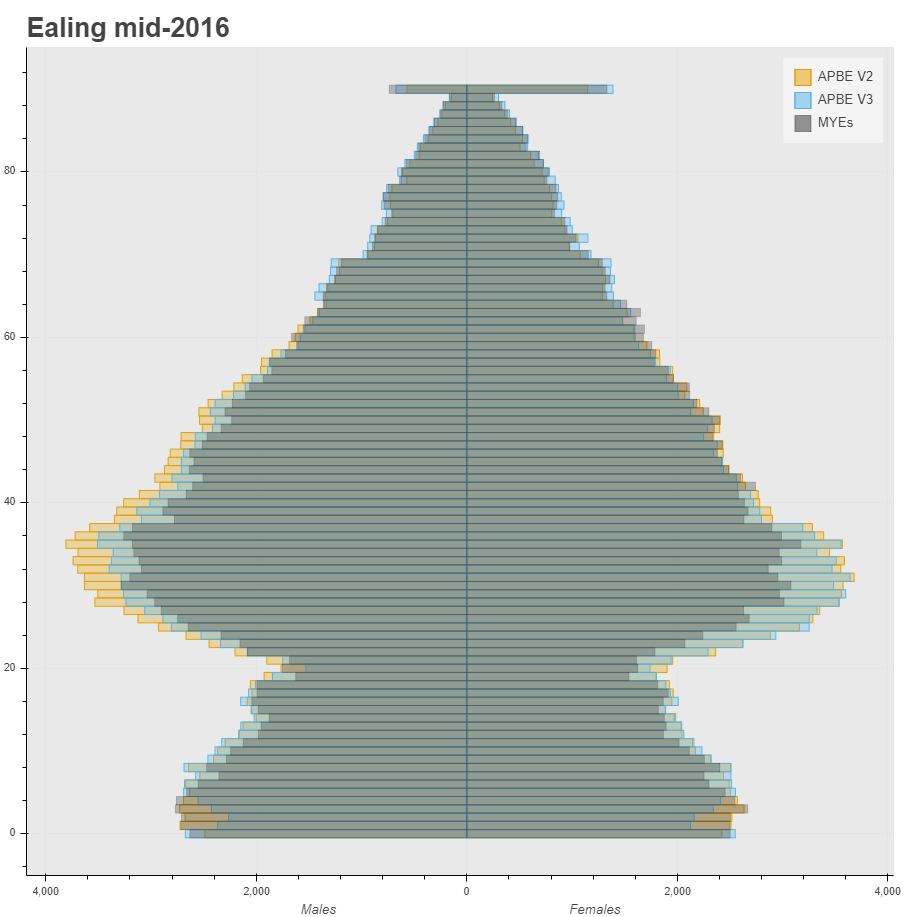 Ealing mid-2016
APBE V2
APBE V3
MYEs
80
60
40
20
0
4,000
2,000
0
2,000
4,000
Males
Females